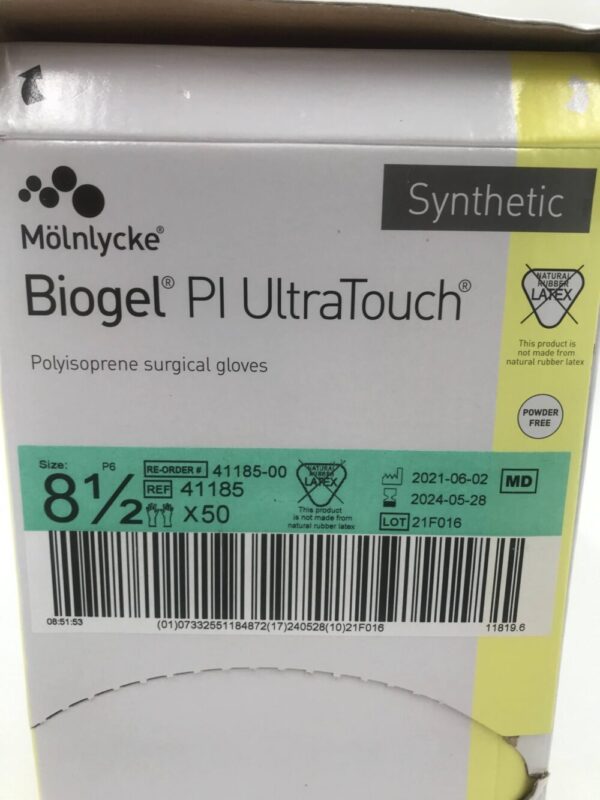 Synthetic
Mölnlycke®
Biogel® PI UltraTouch®
Polyisoprene surgical gloves
NATURAL
RUBBER
LATEX
This product is
not made from
natural rubber latex
POWDER
FREE
Size: P6
8½
RE-ORDER # 41185-00
REF 41185
X50
NATURAL
RUBBER
LATEX
This product
is not made from
natural rubber latex
2021-06-02
2024-05-28
LOT 21F016
MD
08:51:53
(01)07332551184872(17)240528(10)21F016
11819.6